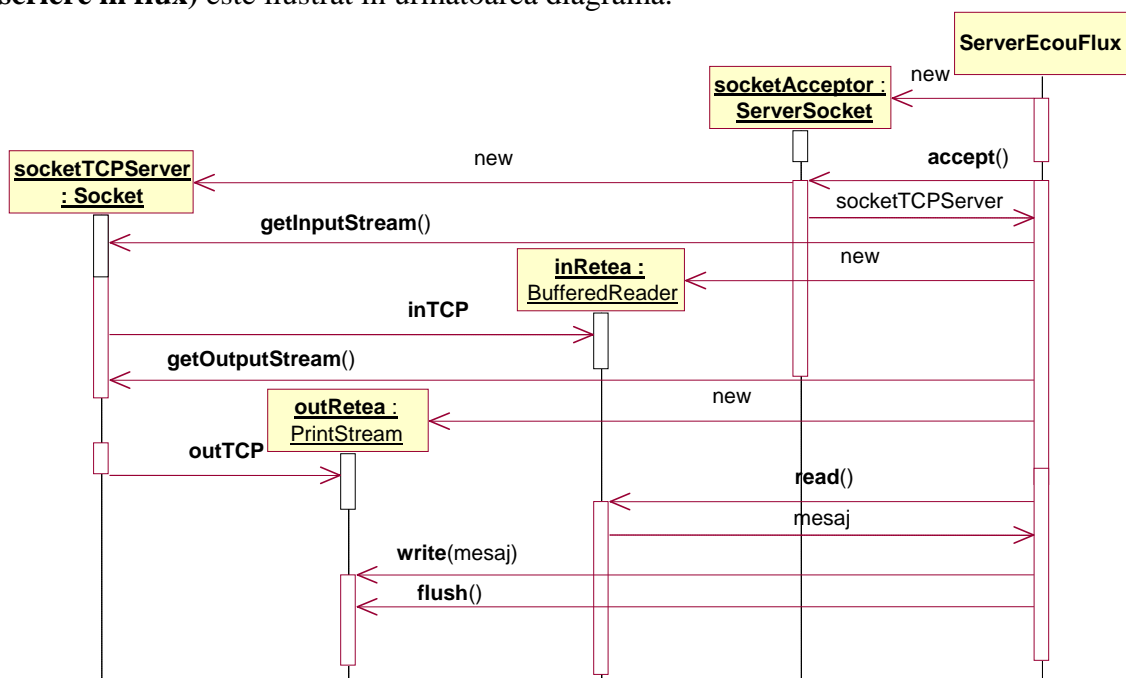 scriere in flux) este ilustrat in urmatoarea diagrama.
ServerEcouFlux
new
socketAcceptor :
ServerSocket
accept()
new
socketTCPServer
: Socket
socketTCPServer
getInputStream()
new
inRetea :
BufferedReader
inTCP
getOutputStream()
new
outRetea :
PrintStream
outTCP
read()
mesaj
write(mesaj)
flush()